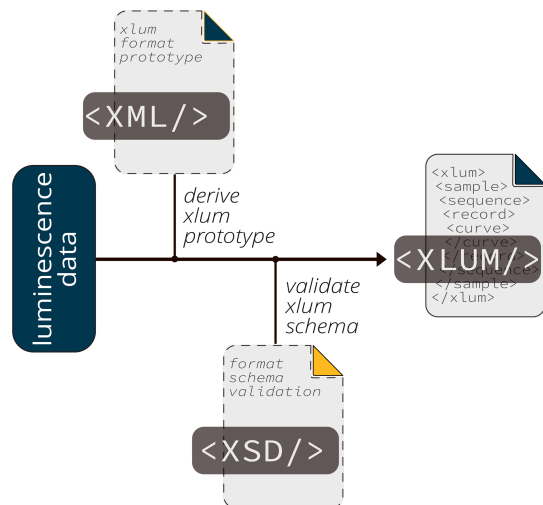 xlum
format
prototype
<XML/>
luminescence
data
derive
xlum
prototype
validate
xlum
schema
format
schema
validation
<XSD/>
<xlum>
<sample>
<sequence>
<record>
<curve>
</curve>
<XLUM/>
</sample>
</xlum>